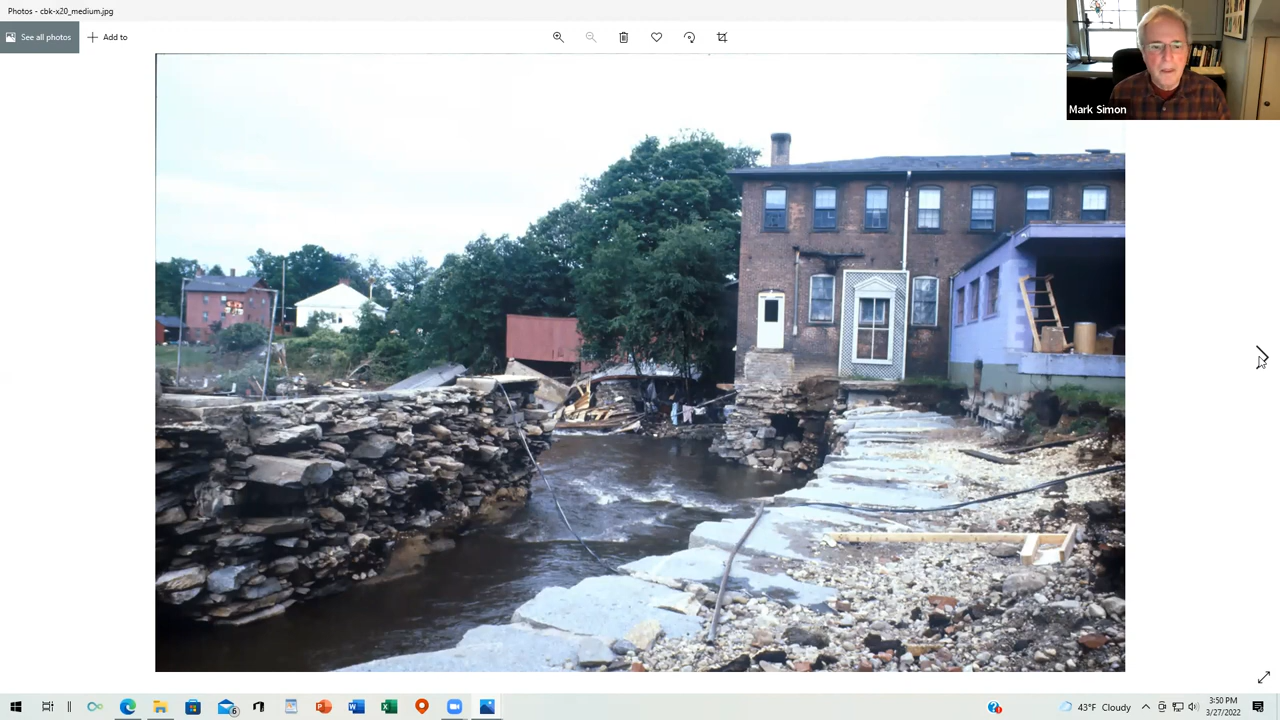 Photos - cbk-x20_medium.jpg
See all photos
Add to
Mark Simon
6
43°F Cloudy
3:50 PM
3/27/2022